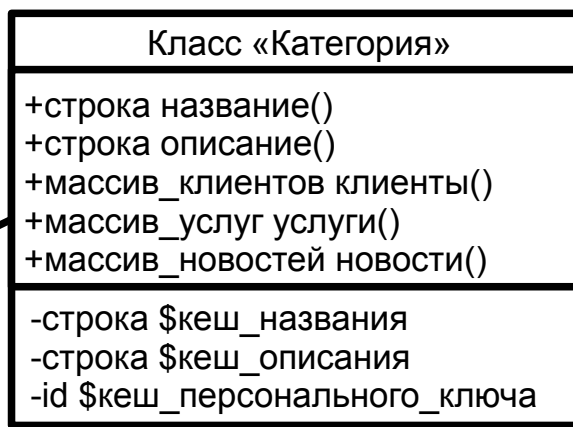 Класс «Категория»
+строка название()
+строка описание()
+массив_клиентов клиенты()
+массив_услуг услуги()
+массив_новостей новости()
-строка $кеш_названия
-строка $кеш_описания
-id $кеш_персонального_ключа